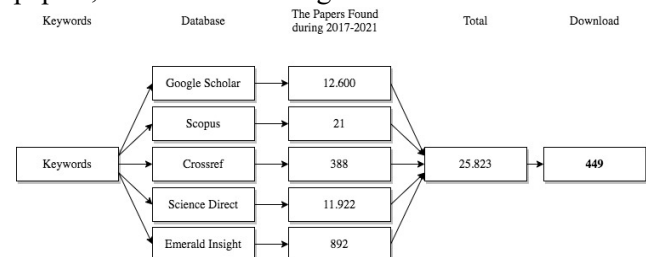 Keywords Database The Papers Found during 2017-2021 Total Download
Google Scholar 12.600
Scopus 21
Keywords Crossref 388 25.823 449
Science Direct 11.922
Emerald Insight 892